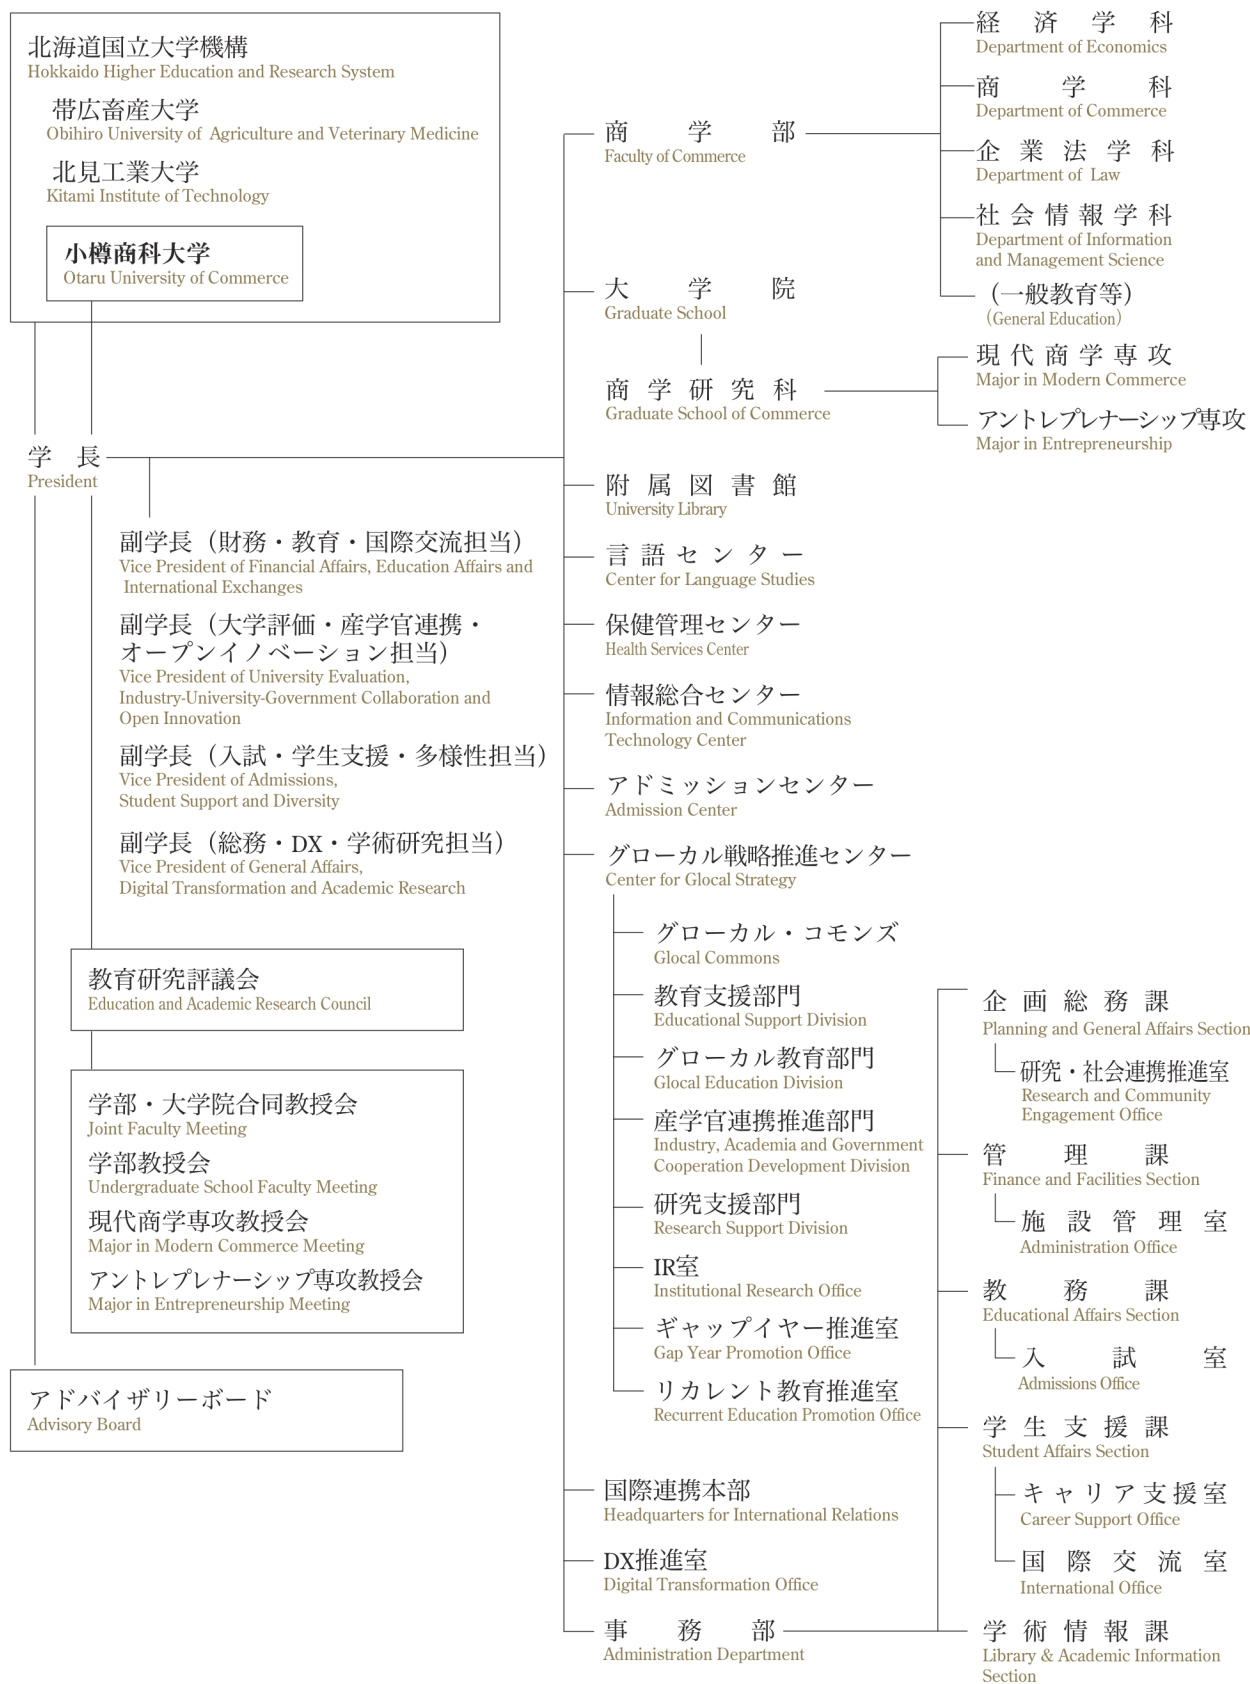 北海道国立大学機構
Hokkaido Higher Education and Research System
帯広畜産大学
Obihiro University of Agriculture and Veterinary Medicine
北見工業大学
Kitami Institute of Technology
小樽商科大学
Otaru University of Commerce
学長
President
副学長（財務・教育・国際交流担当）
Vice President of Financial Affairs, Education Affairs and
International Exchanges
副学長（大学評価・産学官連携・
オープンイノベーション担当）
Vice President of University Evaluation,
Industry-University-Government Collaboration and
Open Innovation
副学長（入試・学生支援・多様性担当）
Vice President of Admissions,
Student Support and Diversity
副学長（総務・DX・学術研究担当）
Vice President of General Affairs,
Digital Transformation and Academic Research
教育研究評議会
Education and Academic Research Council
学部・大学院合同教授会
Joint Faculty Meeting
学部教授会
Undergraduate School Faculty Meeting
現代商学専攻教授会
Major in Modern Commerce Meeting
アントレプレナーシップ専攻教授会
Major in Entrepreneurship Meeting
アドバイザリーボード
Advisory Board
商学部
Faculty of Commerce
経済学科
Department of Economics
商学科
Department of Commerce
企業法学科
Department of Law
社会情報学科
Department of Information
and Management Science
（一般教育等）
（General Education）
大学院
Graduate School
商学研究科
Graduate School of Commerce
現代商学専攻
Major in Modern Commerce
アントレプレナーシップ専攻
Major in Entrepreneurship
附属図書館
University Library
言語センター
Center for Language Studies
保健管理センター
Health Services Center
情報総合センター
Information and Communications
Technology Center
アドミッションセンター
Admission Center
グローカル戦略推進センター
Center for Glocal Strategy
グローカル・コモンズ
Glocal Commons
教育支援部門
Educational Support Division
グローカル教育部門
Glocal Education Division
産学官連携推進部門
Industry, Academia and Government
Cooperation Development Division
研究支援部門
Research Support Division
IR室
Institutional Research Office
ギャップイヤー推進室
Gap Year Promotion Office
リカレント教育推進室
Recurrent Education Promotion Office
国際連携本部
Headquarters for International Relations
DX推進室
Digital Transformation Office
事務部
Administration Department
企画総務課
Planning and General Affairs Section
研究・社会連携推進室
Research and Community
Engagement Office
管理課
Finance and Facilities Section
施設管理室
Administration Office
教務課
Educational Affairs Section
入試室
Admissions Office
学生支援課
Student Affairs Section
キャリア支援室
Career Support Office
国際交流室
International Office
学術情報課
Library & Academic Information
Section